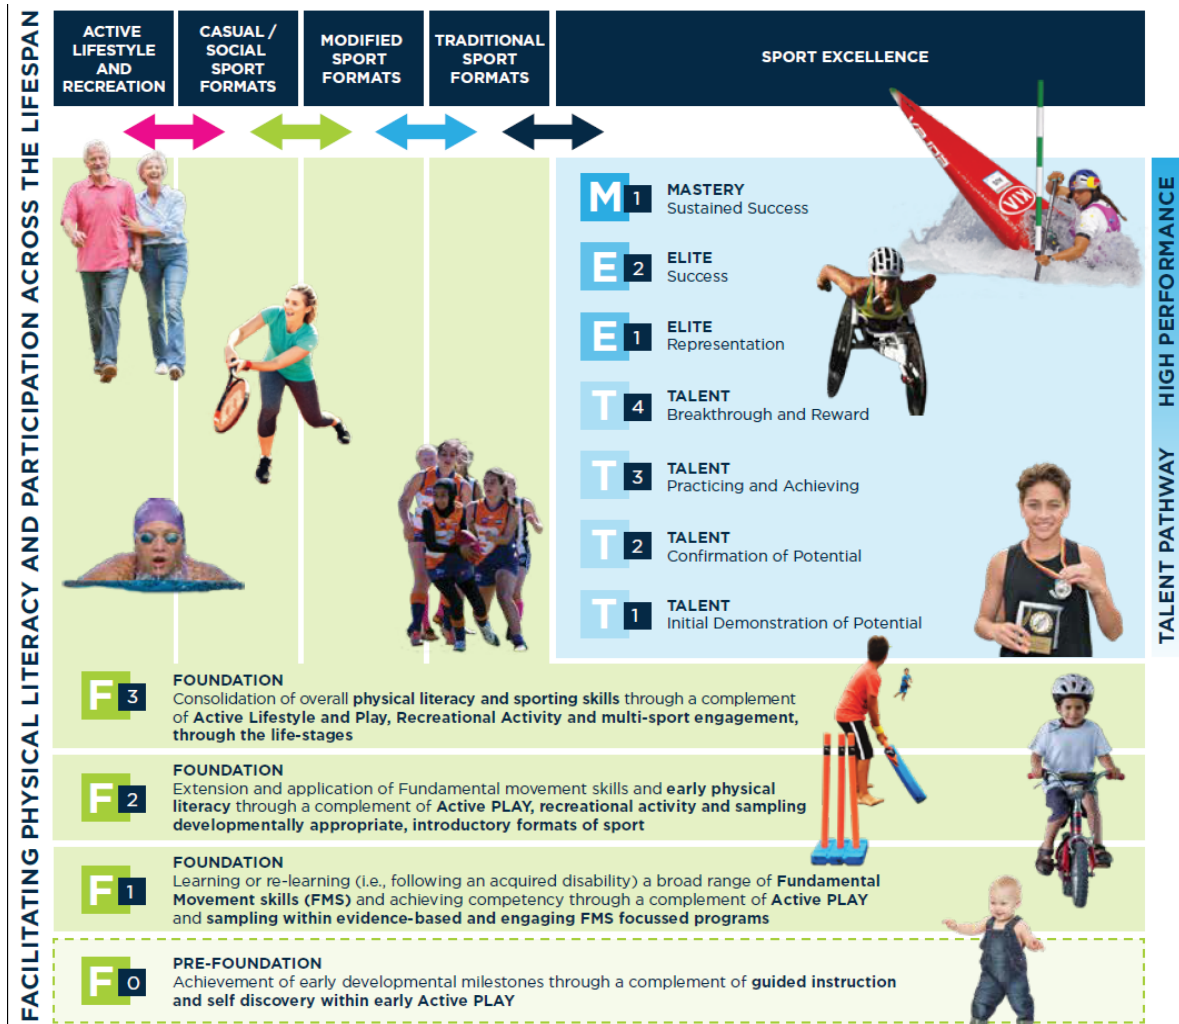 FACILITATING PHYSICAL LITERACY AND PARTICIPATION ACROSS THE LIFESPAN
ACTIVE
LIFESTYLE
AND
RECREATION
CASUAL /
SOCIAL
SPORT
FORMATS
MODIFIED
SPORT
FORMATS
TRADITIONAL
SPORT
FORMATS
SPORT EXCELLENCE
M 1
MASTERY
Sustained Success
E 2
ELITE
Success
E 1
ELITE
Representation
T 4
TALENT
Breakthrough and Reward
T 3
TALENT
Practicing and Achieving
T 2
TALENT
Confirmation of Potential
T 1
TALENT
Initial Demonstration of Potential
VIX
HIGH PERFORMANCE
TALENT PATHWAY
F 3
FOUNDATION
Consolidation of overall physical literacy and sporting skills through a complement
of Active Lifestyle and Play, Recreational Activity and multi-sport engagement,
through the life-stages
F 2
FOUNDATION
Extension and application of Fundamental movement skills and early physical
literacy through a complement of Active PLAY, recreational activity and sampling
developmentally appropriate, introductory formats of sport
F 1
FOUNDATION
Learning or re-learning (i.e., following an acquired disability) a broad range of Fundamental
Movement skills (FMS) and achieving competency through a complement of Active PLAY
and sampling within evidence-based and engaging FMS focussed programs
F 0
PRE-FOUNDATION
Achievement of early developmental milestones through a complement of guided instruction
and self discovery within early Active PLAY